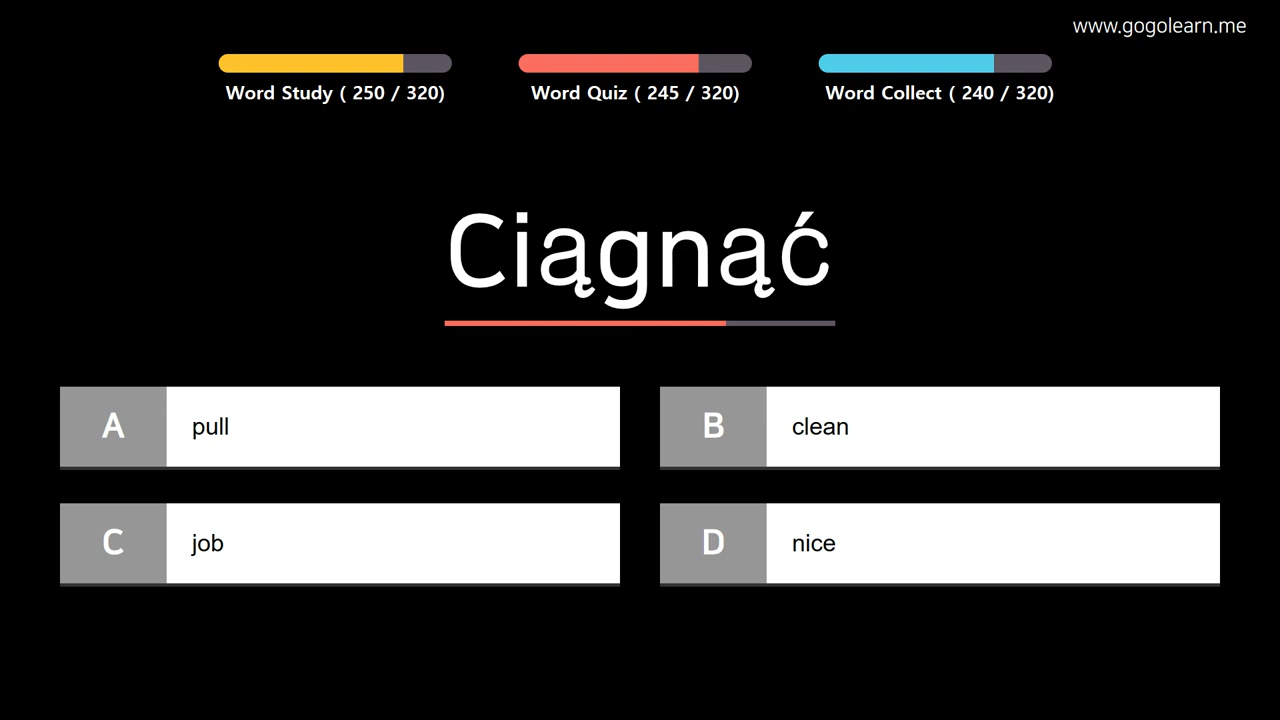 www.gogolearn.me
Word Study ( 250 / 320)
Word Quiz ( 245 / 320)
Word Collect ( 240 / 320)
Ciągnąć
A pull
B clean
C job
D nice